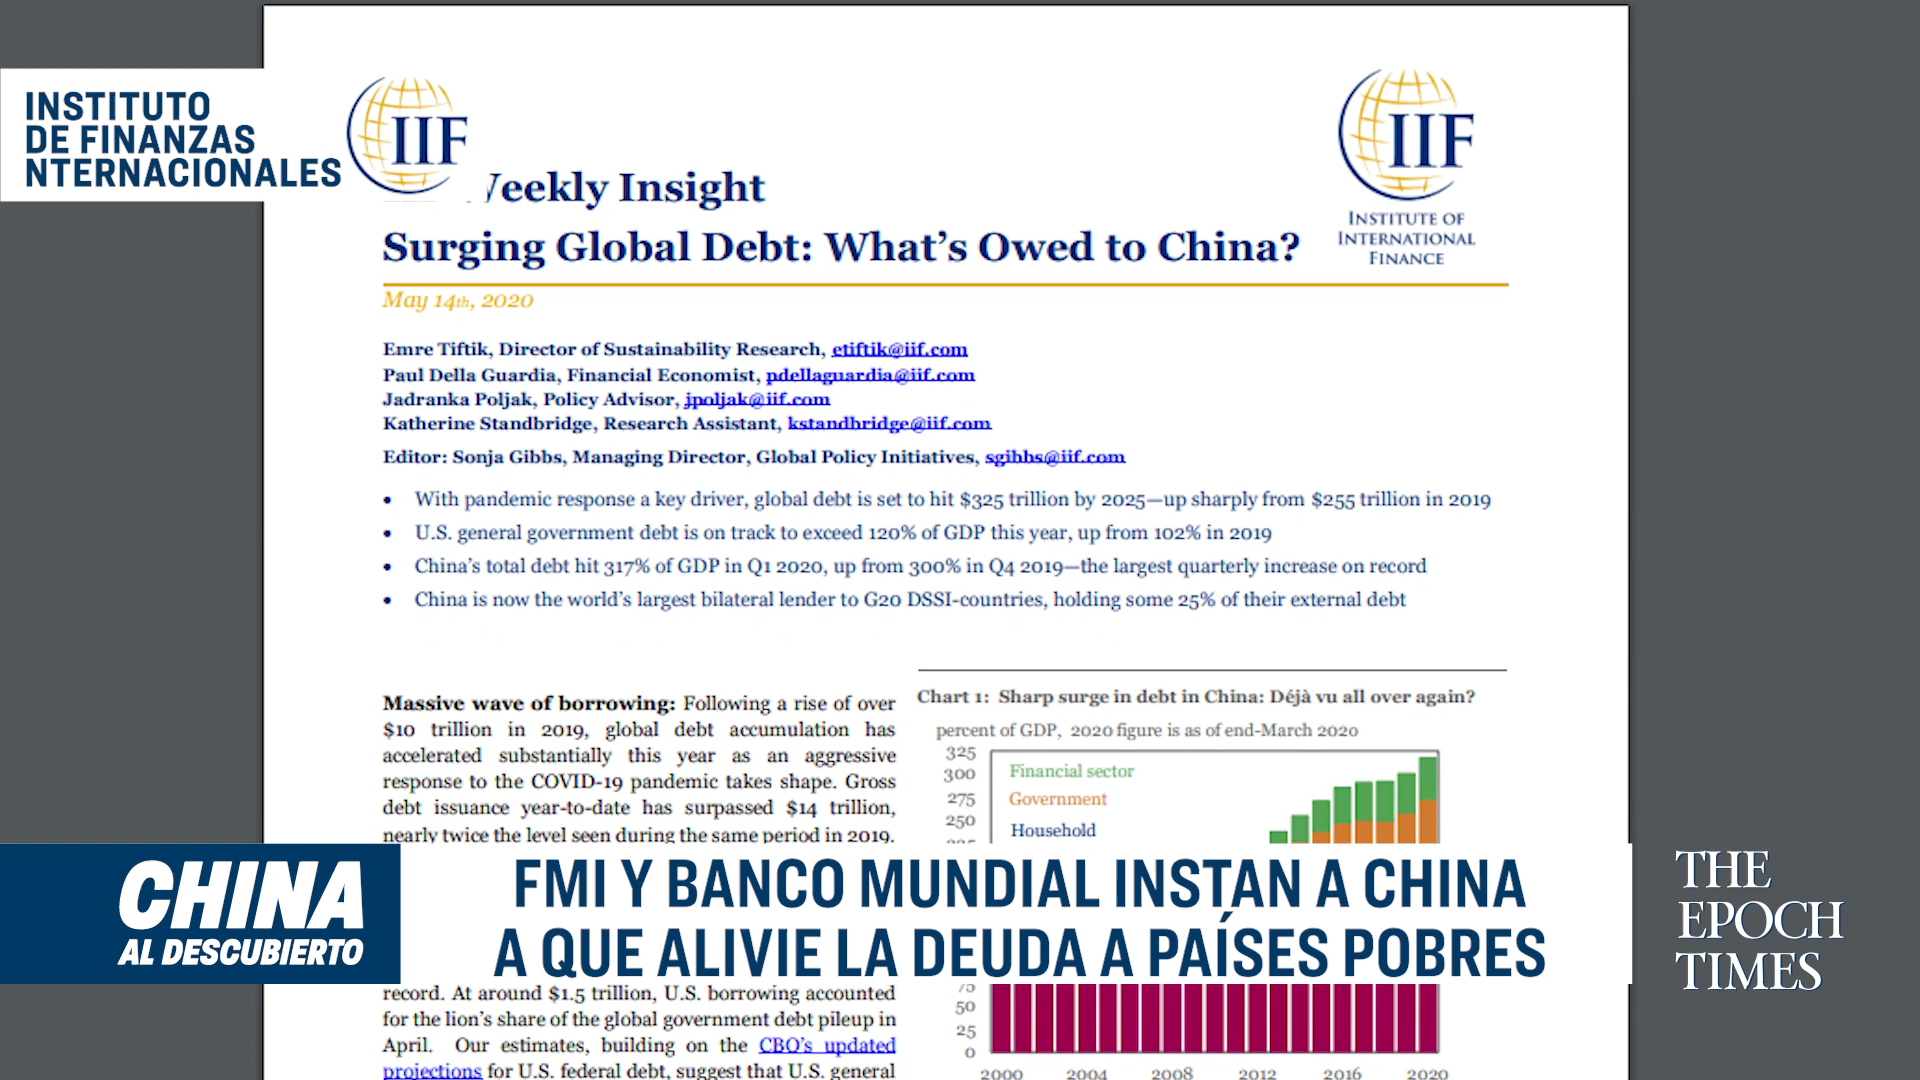 INSTITUTO
DE FINANZAS
NTERNACIONALES
IIF
IIF
INSTITUTE OF
INTERNATIONAL
FINANCE
eekly Insight
Surging Global Debt: What's Owed to China?
May 14th, 2020
Emre Tiftik, Director of Sustainability Research, etiftik@iif.com
Paul Della Guardia, Financial Economist, pdellaguardia@iif.com
Jadranka Poljak, Policy Advisor, jpoljak@iif.com
Katherine Standbridge, Research Assistant, kstandbridge@iif.com
Editor: Sonja Gibbs, Managing Director, Global Policy Initiatives, sgibbs@iif.com
• With pandemic response a key driver, global debt is set to hit $325 trillion by 2025—up sharply from $255 trillion in 2019
• U.S. general government debt is on track to exceed 120% of GDP this year, up from 102% in 2019
• China's total debt hit 317% of GDP in Q1 2020, up from 300% in Q4 2019—the largest quarterly increase on record
• China is now the world's largest bilateral lender to G20 DSSI-countries, holding some 25% of their external debt
Massive wave of borrowing: Following a rise of over
$10 trillion in 2019, global debt accumulation has
accelerated substantially this year as an aggressive
response to the COVID-19 pandemic takes shape. Gross
debt issuance year-to-date has surpassed $14 trillion,
nearly twice the level seen during the same period in 2019.
record. At around $1.5 trillion, U.S. borrowing accounted
for the lion's share of the global government debt pileup in
April. Our estimates, building on the CBO's updated
projections for U.S. federal debt, suggest that U.S. general
Chart 1: Sharp surge in debt in China: Déjà vu all over again?
percent of GDP, 2020 figure is as of end-March 2020
325
300
275
250
Financial sector
Government
Household
75
50
25
0
2000 2004 2008 2012 2016 2020
CHINA
AL DESCUBIERTO
FMI Y BANCO MUNDIAL INSTAN A CHINA
A QUE ALIVIE LA DEUDA A PAÍSES POBRES
THE
EPOCH
TIMES